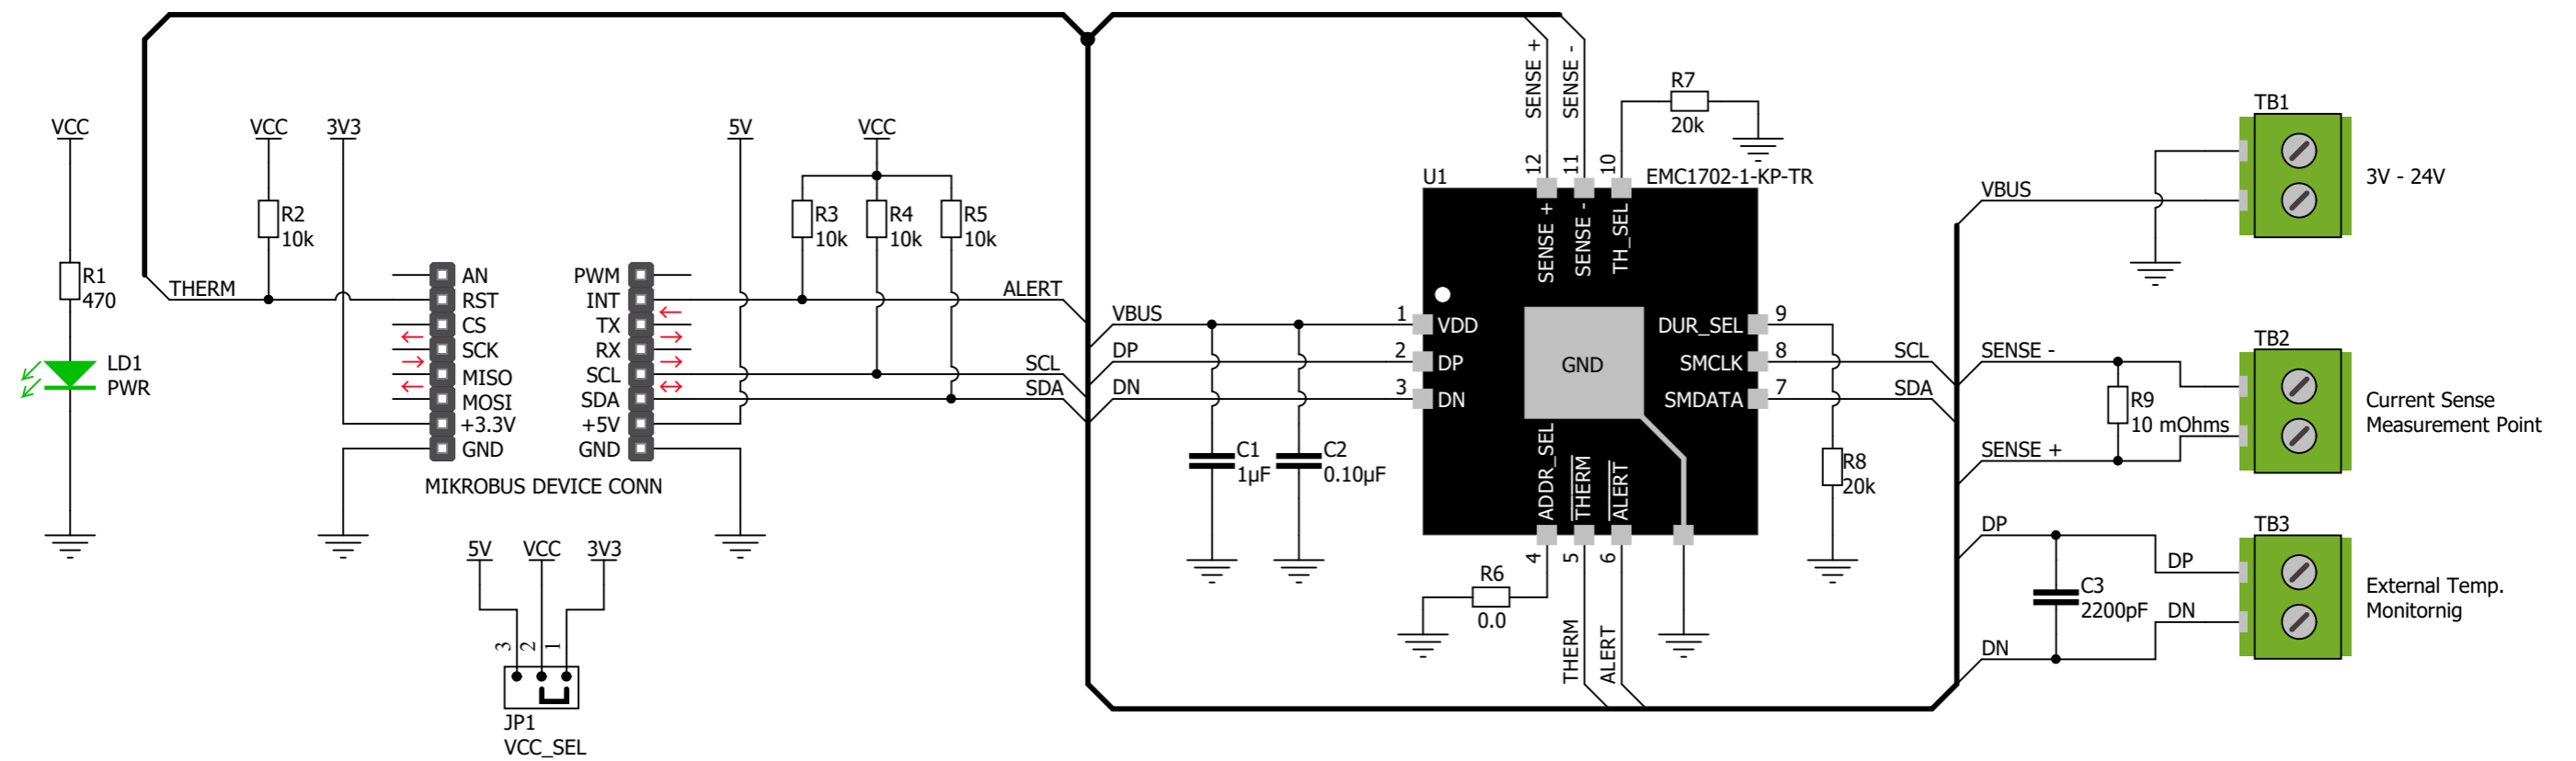 VCC
R1
470
LD1
PWR
VCC
3V3
R2
10k
THERM
AN
RST
CS
SCK
MISO
MOSI
+3.3V
GND
PWM
INT
TX
RX
SCL
SDA
+5V
GND
MIKROBUS DEVICE CONN
5V
VCC
R3
10k
R4
10k
R5
10k
ALERT
SCL
SDA
5V
VCC
3V3
3
2
1
JP1
VCC_SEL
VBUS
DP
DN
C1
1µF
C2
0.10µF
SENSE +
SENSE -
R7
20k
U1
EMC1702-1-KP-TR
12
11
10
SENSE +
SENSE -
TH_SEL
1
VDD
2
DP
3
DN
GND
DUR_SEL
9
SMCLK
8
SMDATA
7
ADDR_SEL
THERM
ALERT
4
5
6
R6
0.0
THERM
ALERT
R8
20k
SCL
SDA
VBUS
TB1
3V - 24V
SENSE -
R9
10 mOhms
SENSE +
TB2
Current Sense
Measurement Point
DP
C3
2200pF
DN
DP
DN
TB3
External Temp.
Monitornig